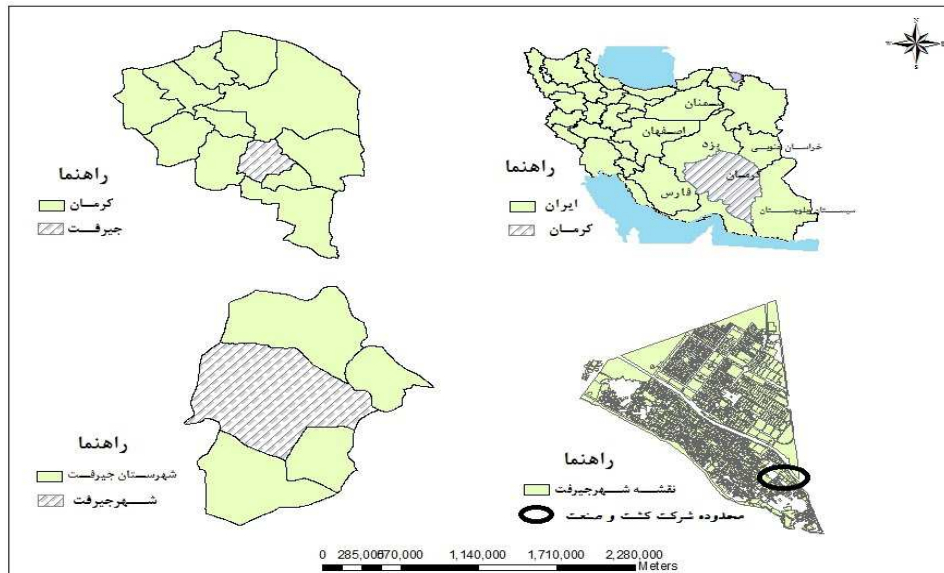 N
W
E
S
راهنما
کرمان
جیرفت
سمنان
اصفهان
یزد
خراسان جنوبی
کرمان
فارس
سیستان وبلوچستان
راهنما
ایران
کرمان
راهنما
شهرستان جیرفت
شهرجیرفت
راهنما
نقشه شهرجیرفت
محدوده شرکت کشت و صنعت
0 285,000 570,000 1,140,000 1,710,000 2,280,000
Meters